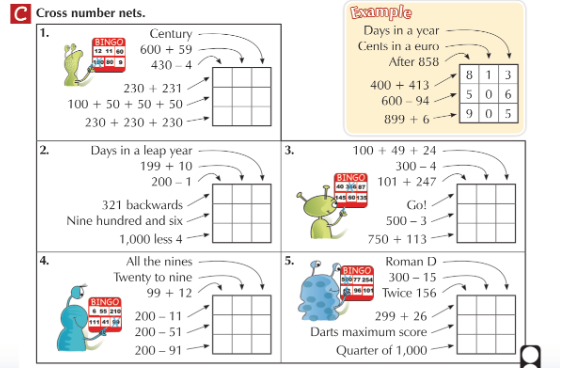 C Cross number nets.
1.
Century
600 + 59
430 – 4
230 + 231
100 + 50 + 50 + 50
230 + 230 + 230
BINGO
12 11 60
80 9
Example
Days in a year
Cents in a euro
After 858
400 + 413
600 – 94
899 + 6
8 1 3
5 0 6
9 0 5
2.
Days in a leap year
199 + 10
200 – 1
321 backwards
Nine hundred and six
1,000 less 4
3.
100 + 49 + 24
300 – 4
101 + 247
Go!
500 – 3
750 + 113
BINGO
40 87
145 80 135
4.
All the nines
Twenty to nine
99 + 12
200 – 11
200 – 51
200 – 91
BINGO
6 55 210
111 41
5.
Roman D
300 – 15
Twice 156
299 + 26
Darts maximum score
Quarter of 1,000
BINGO
77 254
96 101